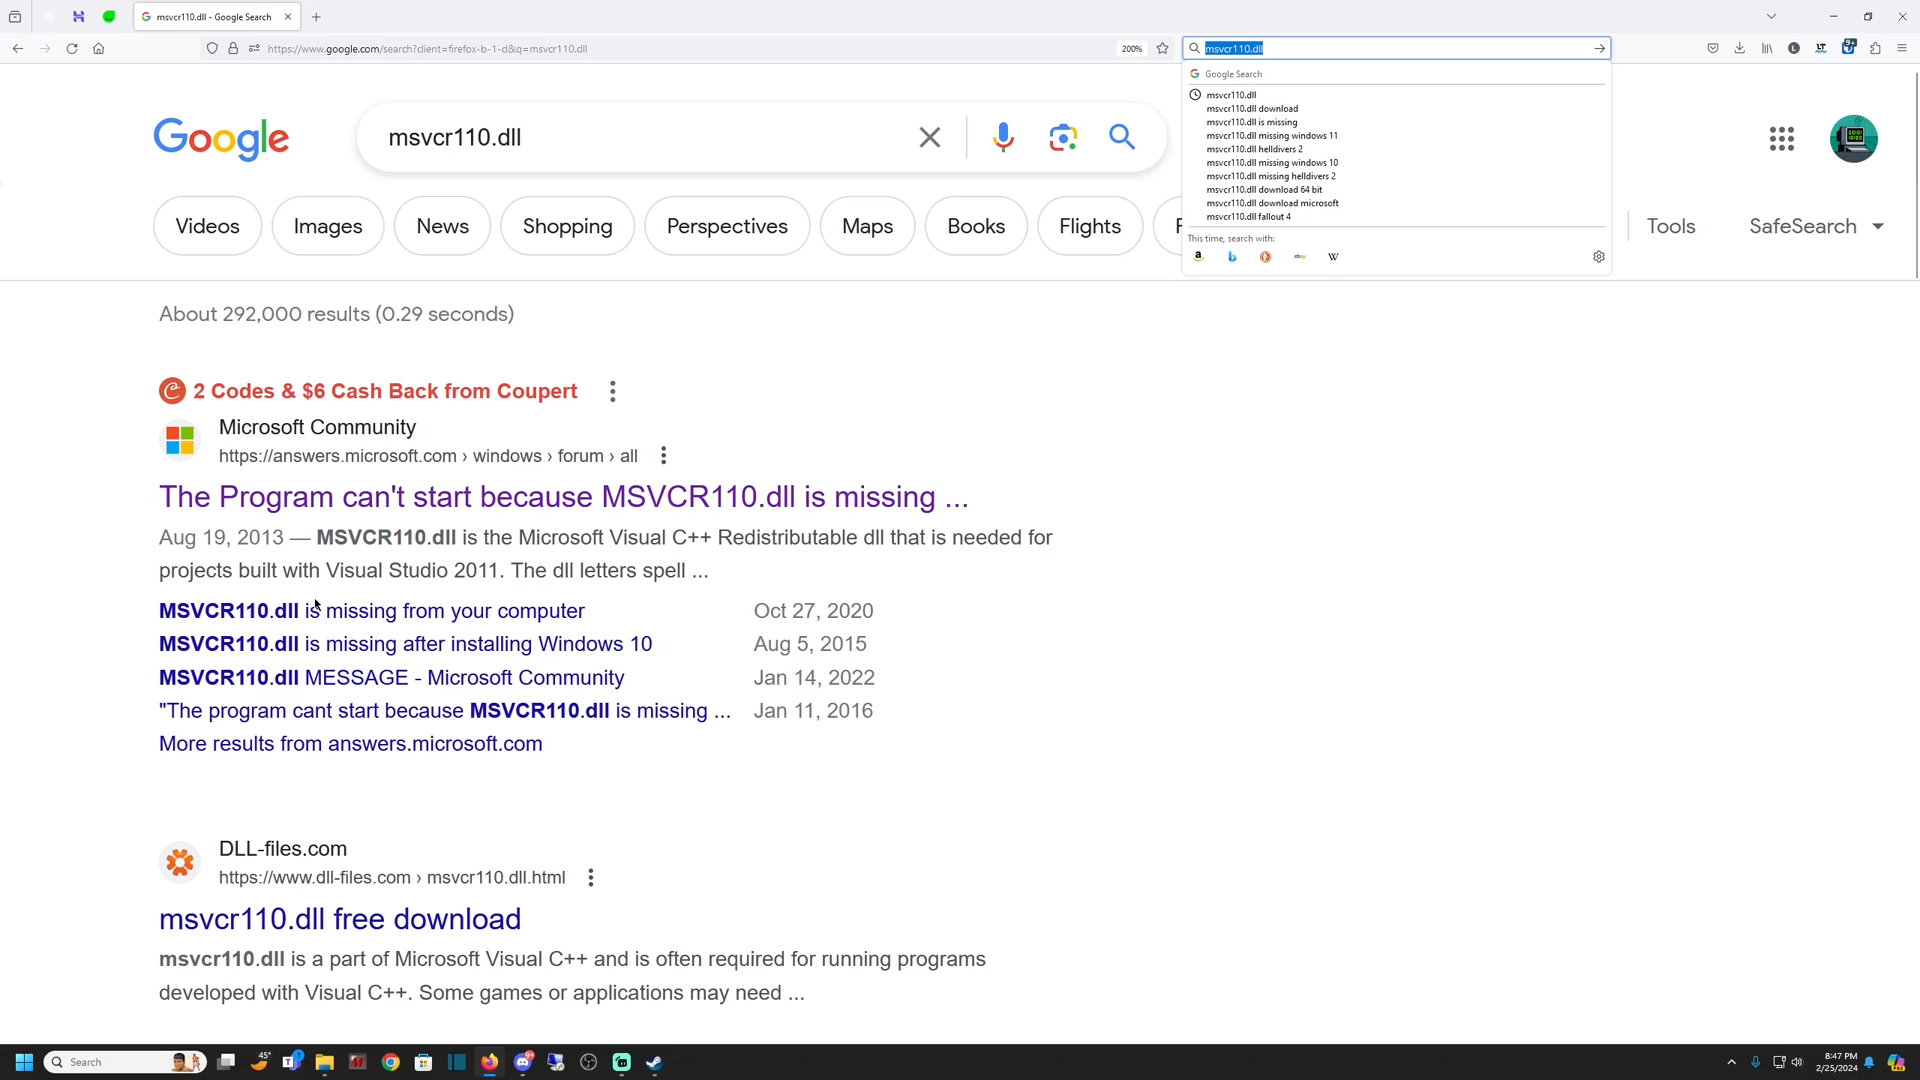 msvcr110.dll - Google Search
https://www.google.com/search?client=firefox-b-1-d&q=msvcr110.dll
200%
msvcr110.dll
Google Search
msvcr110.dll
msvcr110.dll download
msvcr110.dll is missing
msvcr110.dll missing windows 11
msvcr110.dll helldivers 2
msvcr110.dll missing windows 10
msvcr110.dll missing helldivers 2
msvcr110.dll download 64 bit
msvcr110.dll download microsoft
msvcr110.dll fallout 4
This time, search with:
Google
msvcr110.dll
Videos
Images
News
Shopping
Perspectives
Maps
Books
Flights
Tools
SafeSearch
About 292,000 results (0.29 seconds)
2 Codes & $6 Cash Back from Coupert
Microsoft Community
https://answers.microsoft.com › windows › forum › all
The Program can't start because MSVCR110.dll is missing ...
Aug 19, 2013 — MSVCR110.dll is the Microsoft Visual C++ Redistributable dll that is needed for
projects built with Visual Studio 2011. The dll letters spell ...
MSVCR110.dll is missing from your computer Oct 27, 2020
MSVCR110.dll is missing after installing Windows 10 Aug 5, 2015
MSVCR110.dll MESSAGE - Microsoft Community Jan 14, 2022
"The program cant start because MSVCR110.dll is missing ... Jan 11, 2016
More results from answers.microsoft.com
DLL-files.com
https://www.dll-files.com › msvcr110.dll.html
msvcr110.dll free download
msvcr110.dll is a part of Microsoft Visual C++ and is often required for running programs
developed with Visual C++. Some games or applications may need ...
Search
45°
8:47 PM
2/25/2024